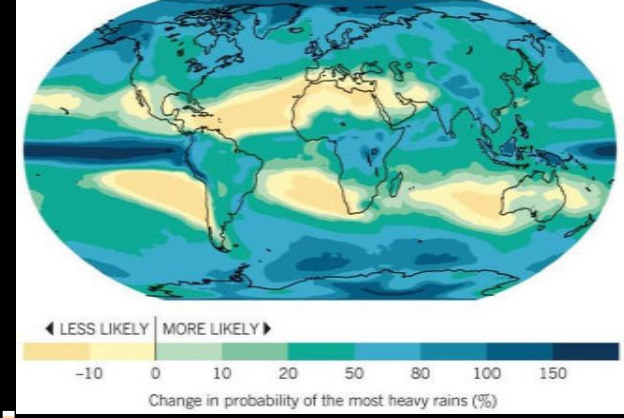 ◀ LESS LIKELY MORE LIKELY ▶
−10 0 10 20 50 80 100 150
Change in probability of the most heavy rains (%)